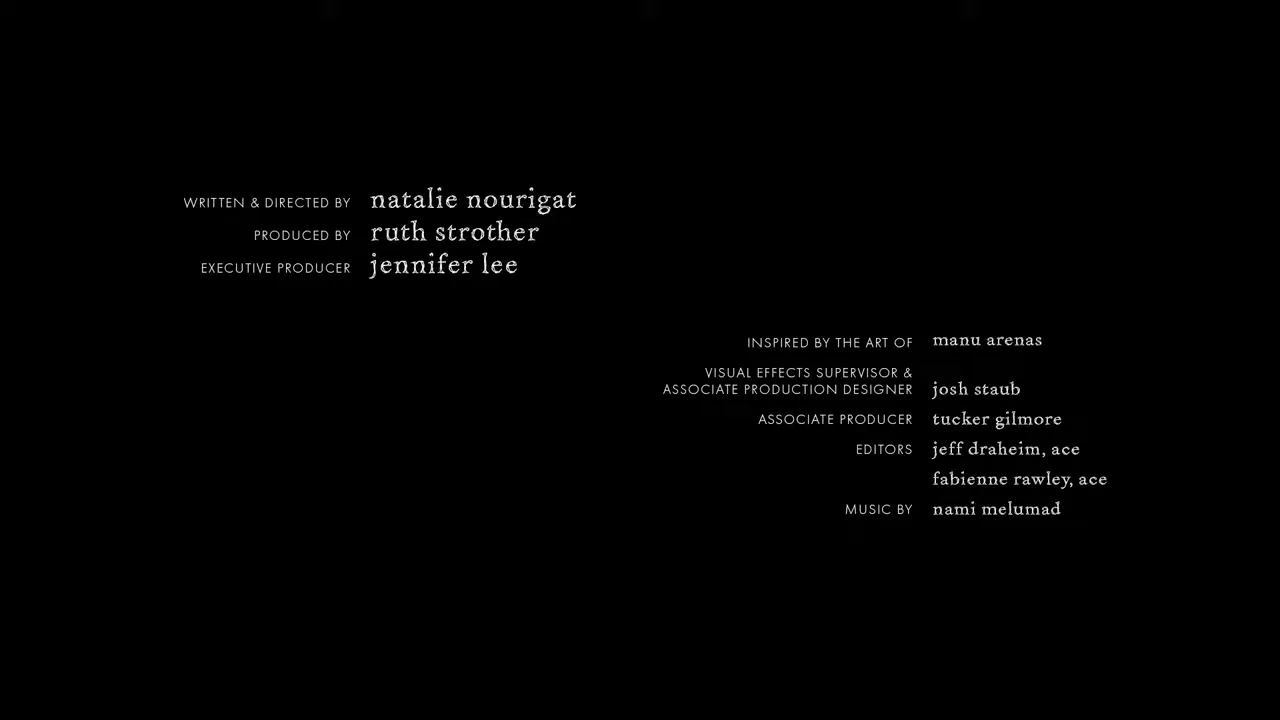 WRITTEN & DIRECTED BY natalie nourigat
PRODUCED BY ruth strother
EXECUTIVE PRODUCER jennifer lee
INSPIRED BY THE ART OF manu arenas
VISUAL EFFECTS SUPERVISOR &
ASSOCIATE PRODUCTION DESIGNER josh staub
ASSOCIATE PRODUCER tucker gilmore
EDITORS jeff draheim, ace
fabienne rawley, ace
MUSIC BY nami melumad